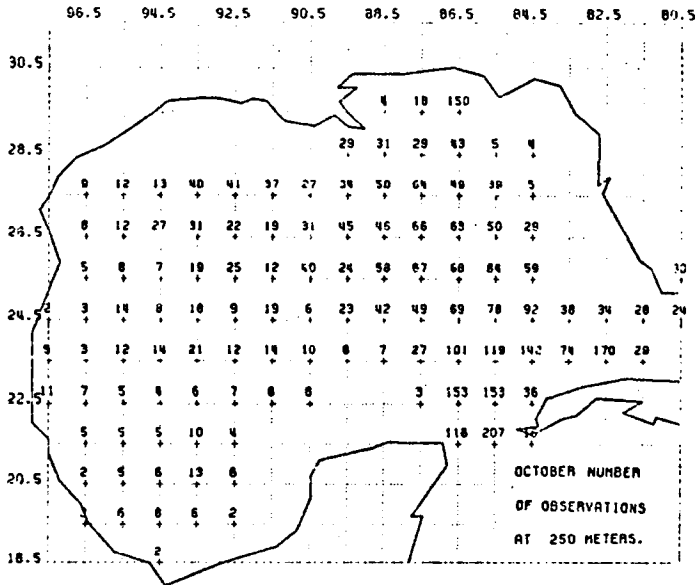 96.5 94.5 92.5 90.5 88.5 86.5 84.5 82.5 80.5
30.5
4 18 150
28.5 29 31 29 43 5 4
9 12 13 40 41 37 27 34 50 64 49 38 5
26.5 8 12 27 31 22 19 31 45 46 66 63 50 29
5 8 7 19 25 12 40 24 58 87 68 84 59
24.5 3 14 8 18 9 19 6 23 42 49 69 78 92 38 34 28 24
9 3 12 14 21 12 14 10 8 7 27 101 119 142 74 170 29
22.5 11 7 5 4 6 7 8 8 3 153 153 36
5 5 5 10 4 118 207
20.5 2 5 6 13 6
6 8 6 2
18.5 2
OCTOBER NUMBER
OF OBSERVATIONS
AT 250 METERS.